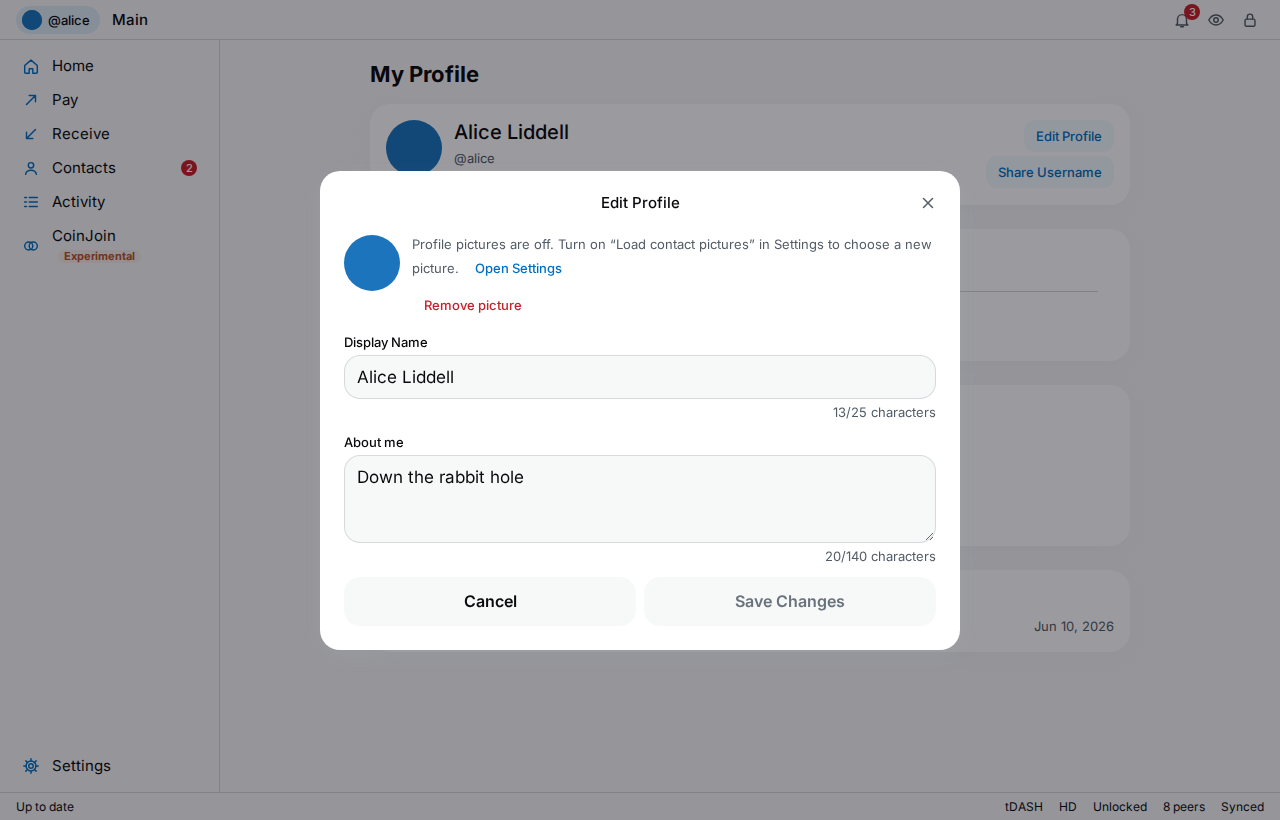 @alice Main 3
Home
Pay
Receive
Contacts 2
Activity
CoinJoin
Experimental
Settings
My Profile
Alice Liddell
@alice
Edit Profile
Share Username
Edit Profile
Profile pictures are off. Turn on “Load contact pictures” in Settings to choose a new
picture. Open Settings
Remove picture
Display Name
Alice Liddell
13/25 characters
About me
Down the rabbit hole
20/140 characters
Cancel Save Changes
Jun 10, 2026
Up to date tDASH HD Unlocked 8 peers Synced